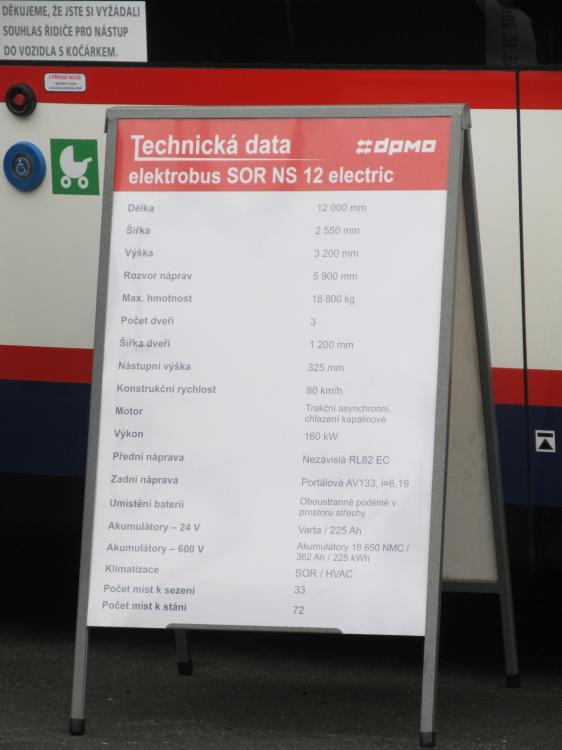 DĚKUJEME, ŽE JSTE SI VYŽÁDALI
SOUHLAS ŘIDIČE PRO NÁSTUP
DO VOZIDLA S KOČÁRKEM.
Technická data
dpmo
elektrobus SOR NS 12 electric
Délka 12 000 mm
Šířka 2 550 mm
Výška 3 200 mm
Rozvor náprav 5 900 mm
Max. hmotnost 18 800 kg
Počet dveří 3
Šířka dveří 1 200 mm
Nástupní výška 325 mm
Konstrukční rychlost 80 km/h
Motor Trakční asynchronní,
chlazení kapalinové
Výkon 160 kW
Přední náprava Nezávislá RL82 EC
Zadní náprava Portálová AV133, i=6,19
Umístění baterií Oboustranně podélně v
prostoru střechy
Akumulátory – 24 V Varta / 225 Ah
Akumulátory – 600 V Akumulátory 18 650 NMC /
362 Ah / 225 kWh
Klimatizace SOR / HVAC
Počet míst k sezení 33
Počet míst k stání 72